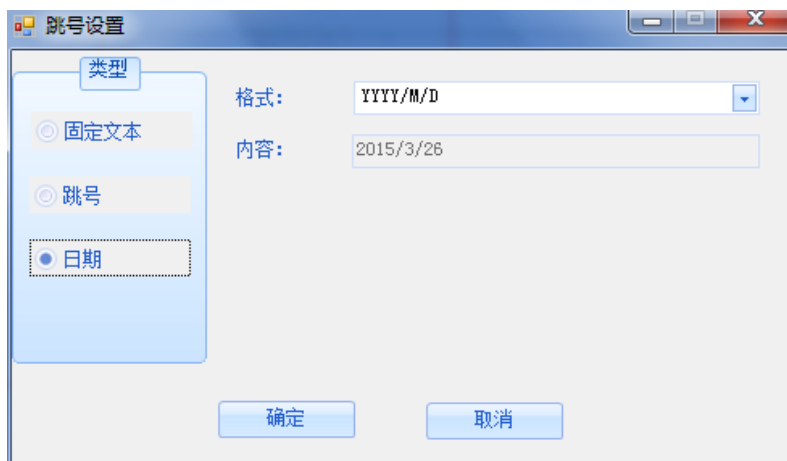 跳号设置
类型
固定文本
跳号
日期
格式: YYYY/M/D
内容: 2015/3/26
确定 取消